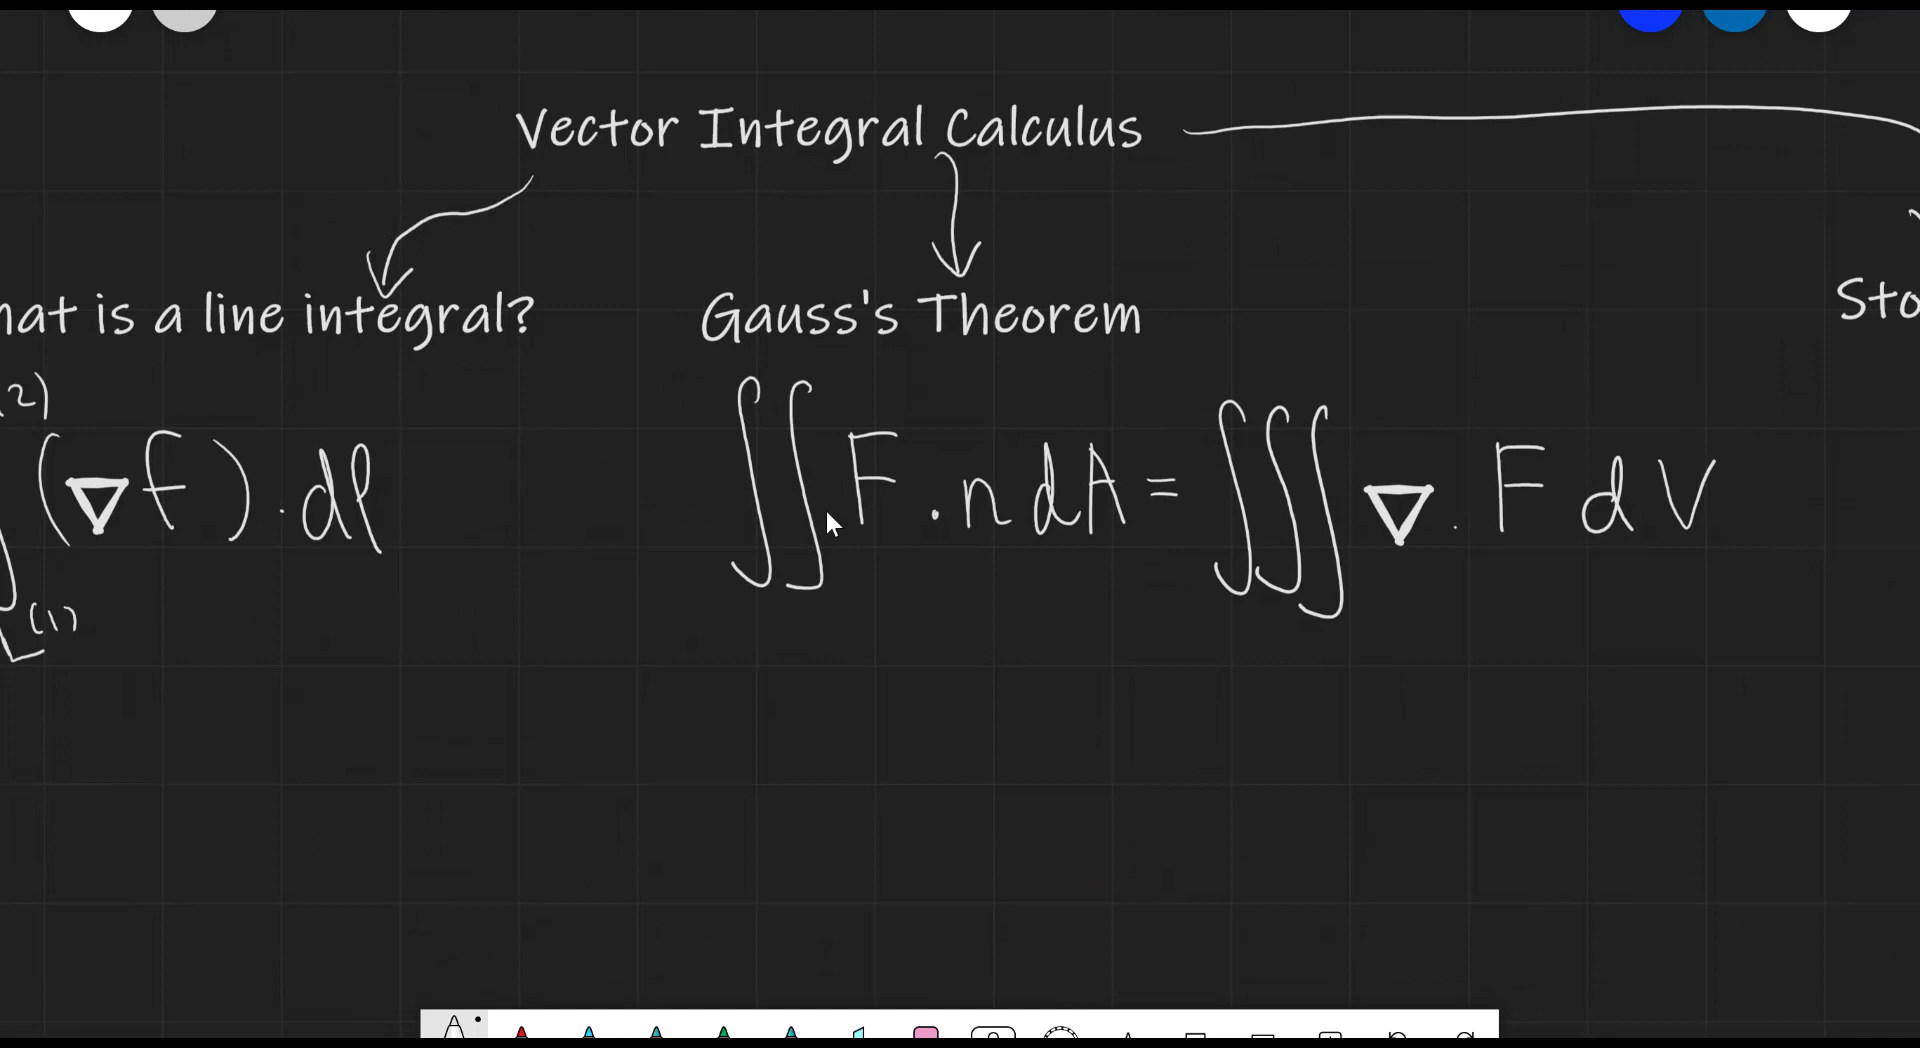 Vector Integral Calculus
hat is a line integral?
Gauss's Theorem
Sto
2)
(∇f).dl
(1)
∬F.n dA = ∭∇.F dV